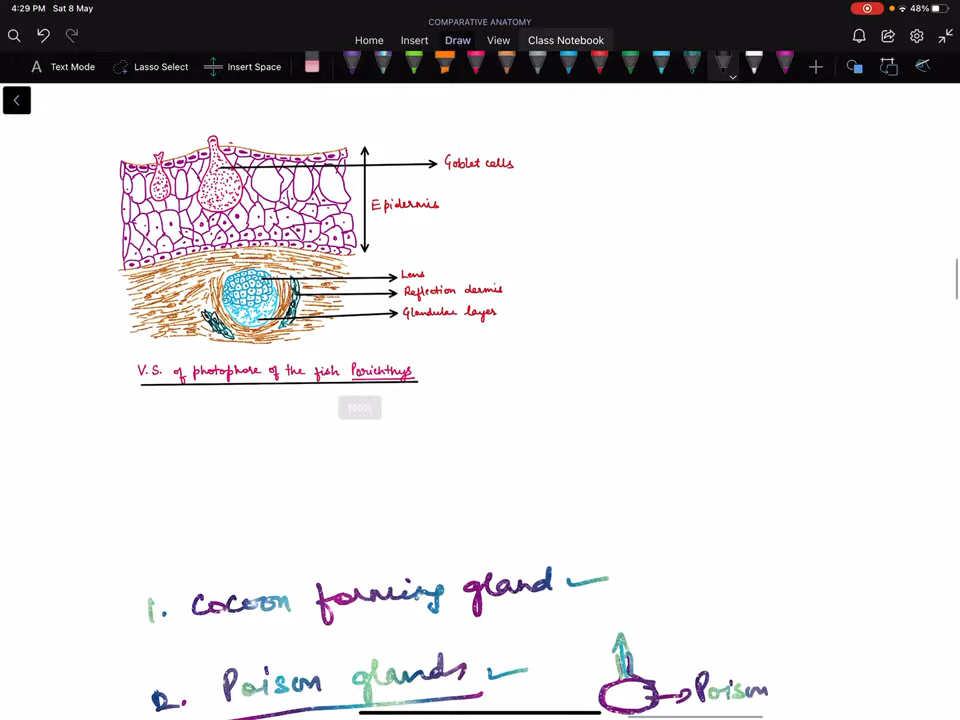 4:29 PM Sat 8 May
48%
COMPARATIVE ANATOMY
Home Insert Draw View Class Notebook
A Text Mode Lasso Select Insert Space
Goblet cells
Epidermis
Lens
Reflection dermis
Glandular layer
V.S. of photophore of the fish Porichthys
100%
1. Cocoon forming gland
2. Poison glands
Poison